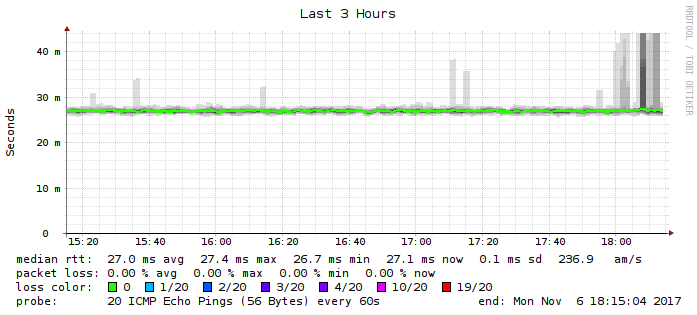 Last 3 Hours
RRDTOOL / TOBI OETIKER
Seconds
40 m
30 m
20 m
10 m
0
15:20 15:40 16:00 16:20 16:40 17:00 17:20 17:40 18:00
median rtt: 27.0 ms avg 27.4 ms max 26.7 ms min 27.1 ms now 0.1 ms sd 236.9 am/s
packet loss: 0.00 % avg 0.00 % max 0.00 % min 0.00 % now
loss color: 0 1/20 2/20 3/20 4/20 10/20 19/20
probe: 20 ICMP Echo Pings (56 Bytes) every 60s end: Mon Nov 6 18:15:04 2017